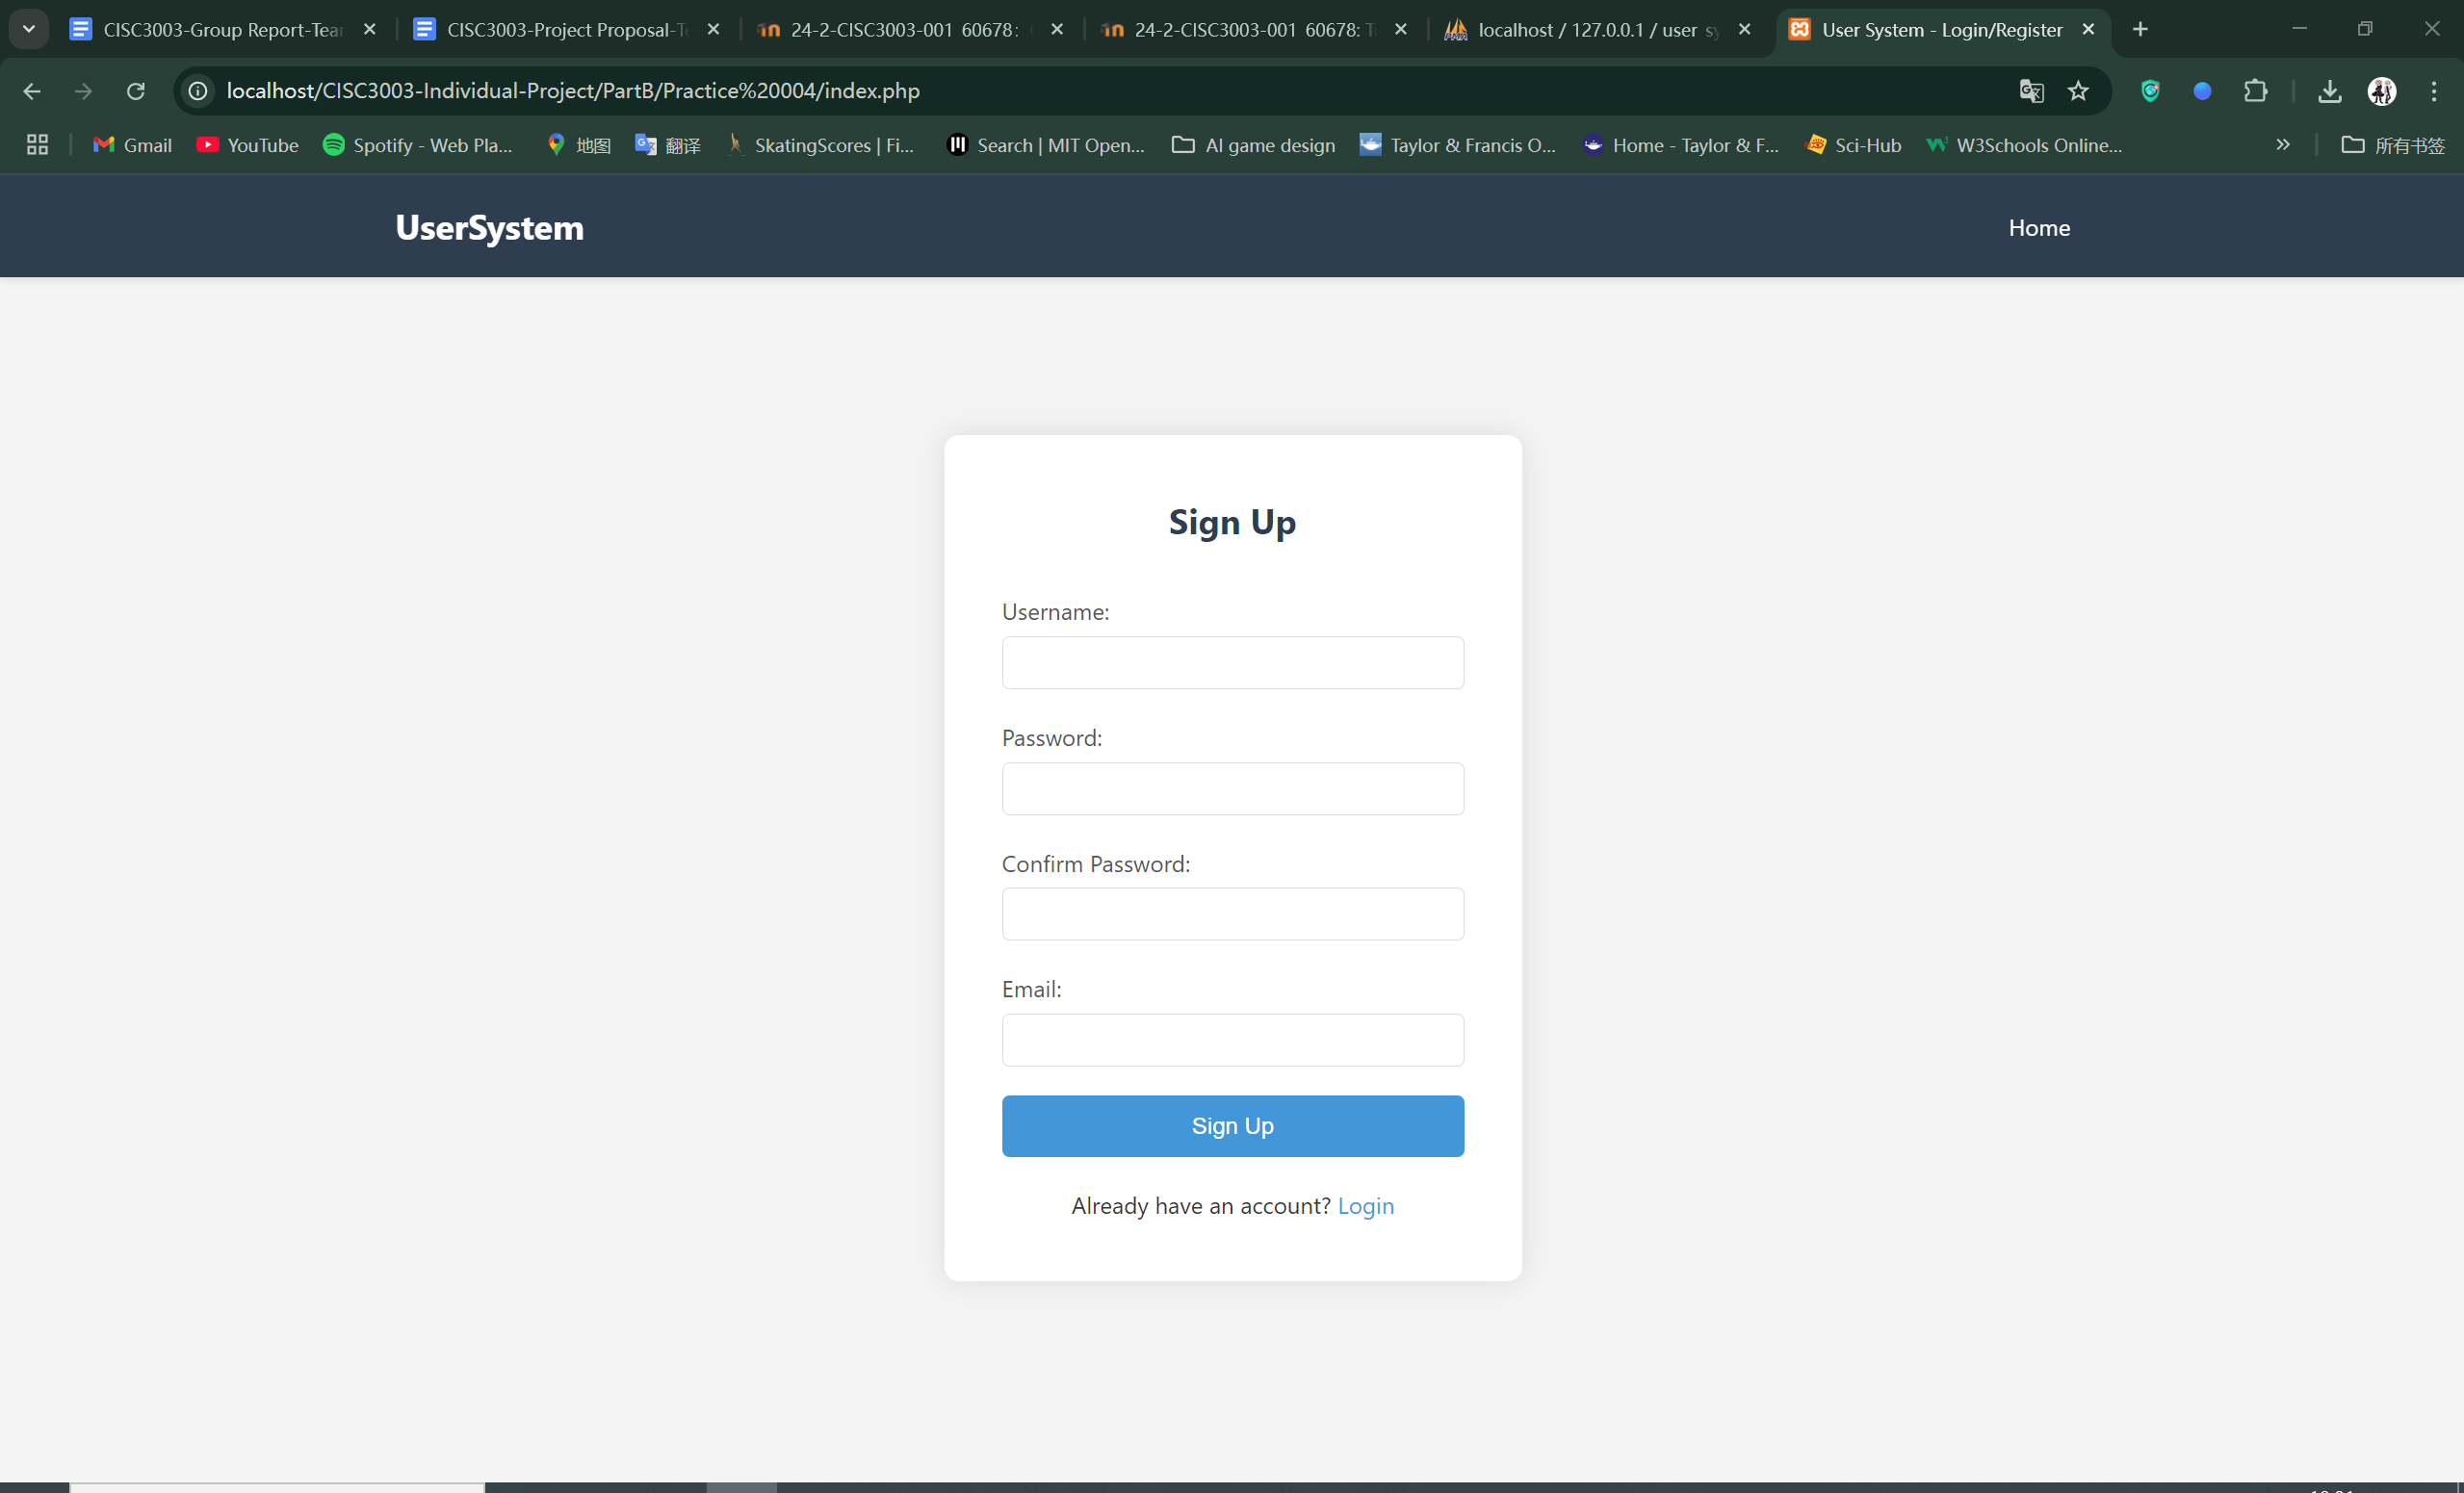 CISC3003-Group Report-Tear
CISC3003-Project Proposal-Te
24-2-CISC3003-001 60678:
24-2-CISC3003-001 60678: T
localhost / 127.0.0.1 / user sy
User System - Login/Register
localhost/CISC3003-Individual-Project/PartB/Practice%20004/index.php
Gmail
YouTube
Spotify - Web Pla...
地图
翻译
SkatingScores | Fi...
Search | MIT Open...
AI game design
Taylor & Francis O...
Home - Taylor & F...
Sci-Hub
W3Schools Online...
所有书签
UserSystem
Home
Sign Up
Username:
Password:
Confirm Password:
Email:
Sign Up
Already have an account? Login